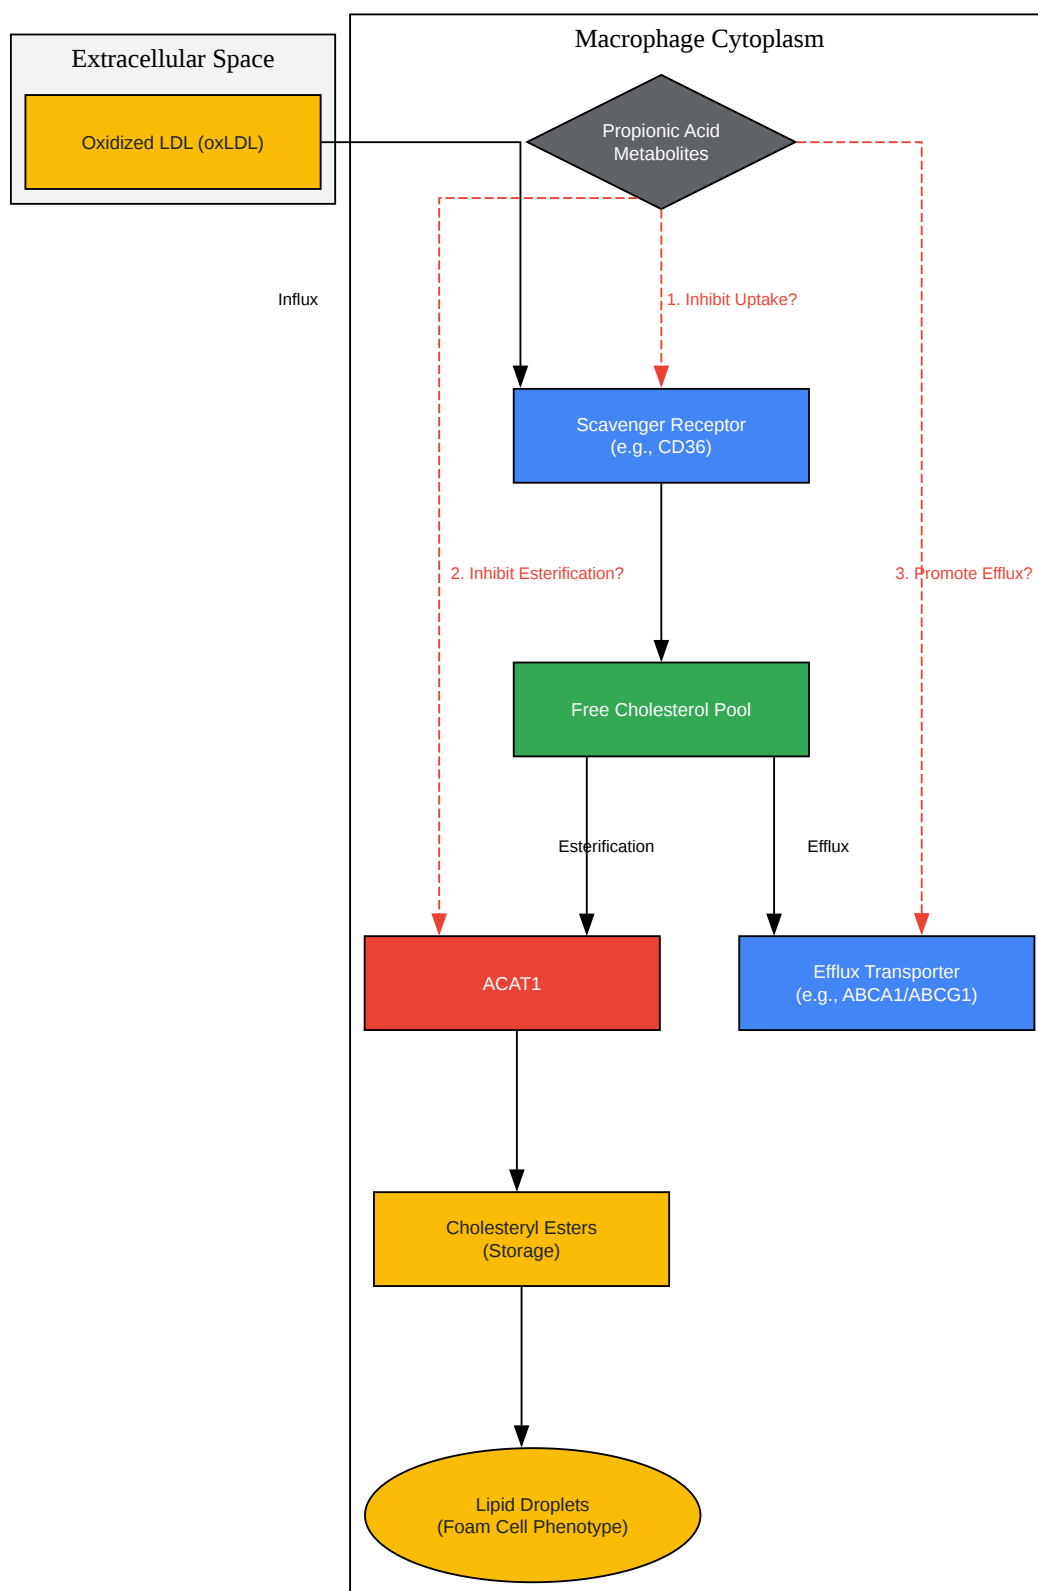 Extracellular Space
Macrophage Cytoplasm
Oxidized LDL (oxLDL)
Propionic Acid
Metabolites
Influx
1. Inhibit Uptake?
Scavenger Receptor
(e.g., CD36)
2. Inhibit Esterification?
3. Promote Efflux?
Free Cholesterol Pool
Esterification
Efflux
ACAT1
Efflux Transporter
(e.g., ABCA1/ABCG1)
Cholesteryl Esters
(Storage)
Lipid Droplets
(Foam Cell Phenotype)